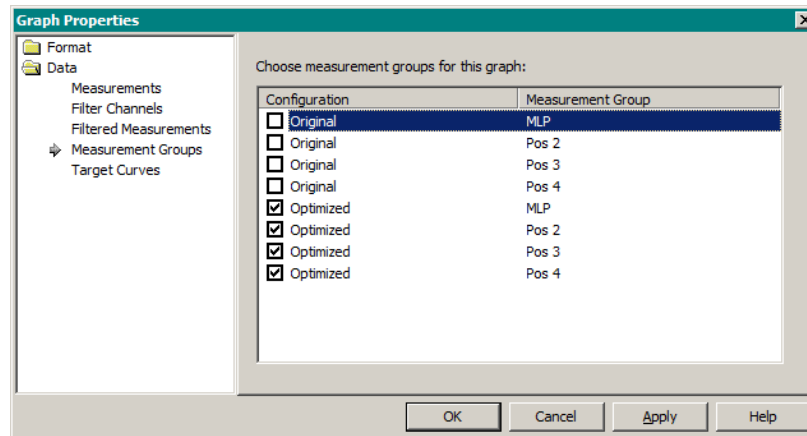 Graph Properties
Format
Data
Measurements
Filter Channels
Filtered Measurements
Measurement Groups
Target Curves
Choose measurement groups for this graph:
Configuration Measurement Group
Original MLP
Original Pos 2
Original Pos 3
Original Pos 4
Optimized MLP
Optimized Pos 2
Optimized Pos 3
Optimized Pos 4
OK Cancel Apply Help